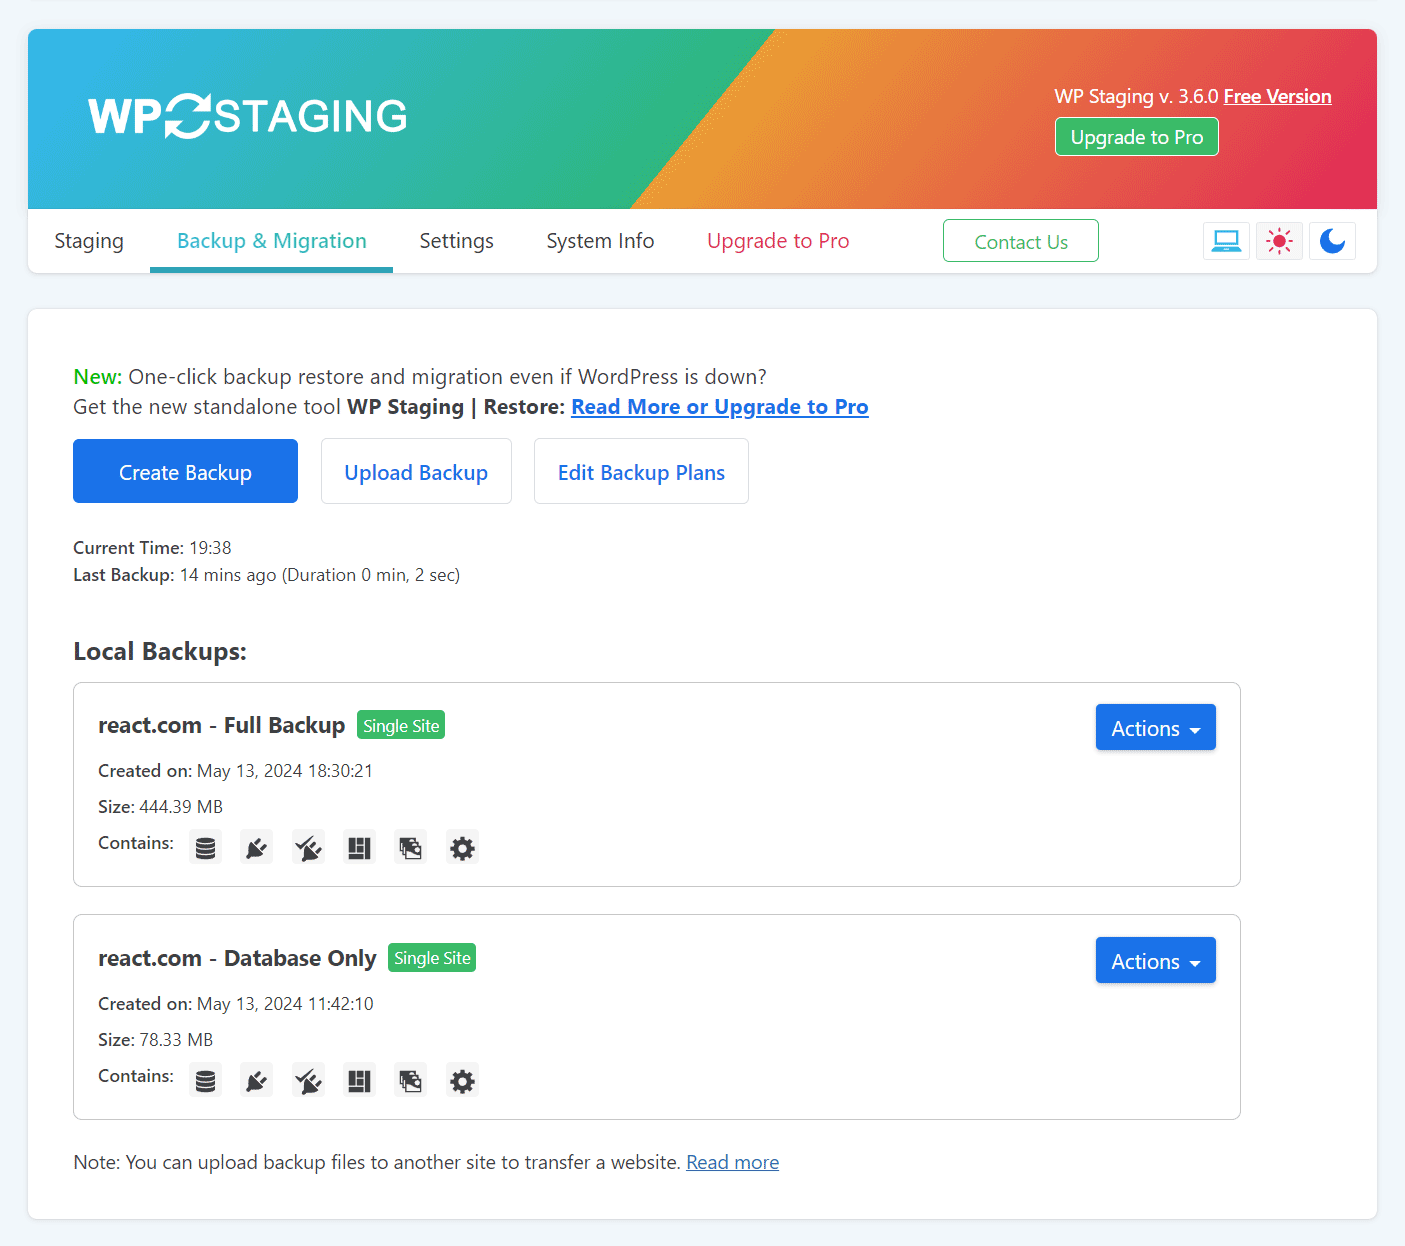 WP STAGING
WP Staging v. 3.6.0 Free Version
Upgrade to Pro
Staging
Backup & Migration
Settings
System Info
Upgrade to Pro
Contact Us
New: One-click backup restore and migration even if WordPress is down?
Get the new standalone tool WP Staging | Restore: Read More or Upgrade to Pro
Create Backup
Upload Backup
Edit Backup Plans
Current Time: 19:38
Last Backup: 14 mins ago (Duration 0 min, 2 sec)
Local Backups:
react.com - Full Backup Single Site
Actions
Created on: May 13, 2024 18:30:21
Size: 444.39 MB
Contains:
react.com - Database Only Single Site
Actions
Created on: May 13, 2024 11:42:10
Size: 78.33 MB
Contains:
Note: You can upload backup files to another site to transfer a website. Read more